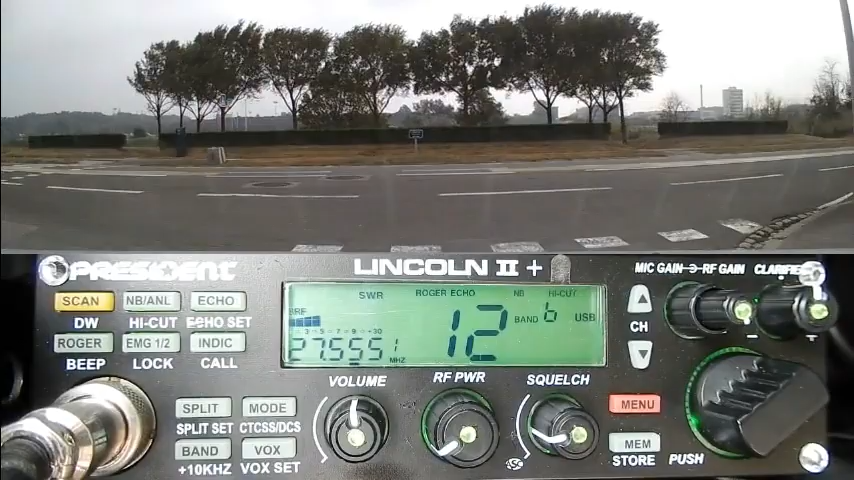 PRESIDENT
LINCOLN II +
MIC GAIN RF GAIN CLARIFIER
SCAN NB/ANL ECHO
DW HI-CUT ECHO SET
ROGER EMG 1/2 INDIC
BEEP LOCK CALL
SWR ROGER ECHO NB HI-CUT
12 BAND b USB
27.555 MHZ
CH
VOLUME RF PWR SQUELCH
SPLIT MODE
SPLIT SET CTCSS/DCS
BAND VOX
+10KHZ VOX SET
MENU
MEM
STORE PUSH
ASC